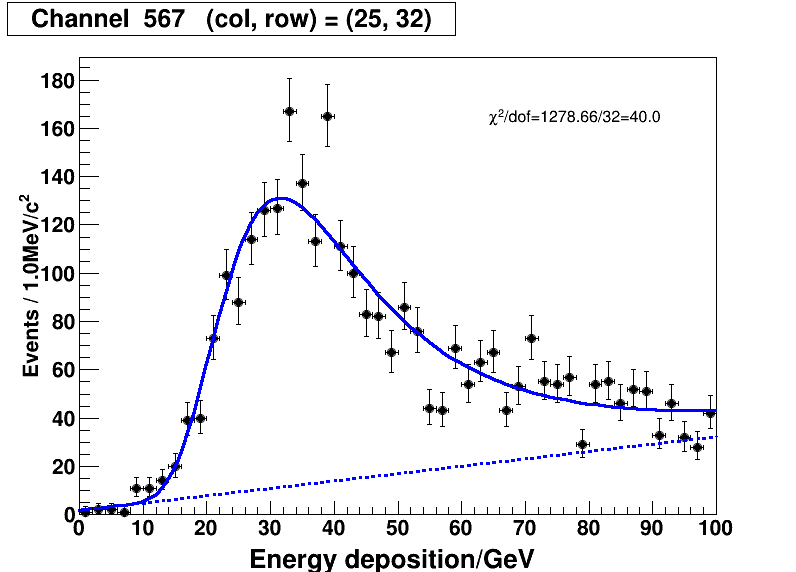 Channel 567 (col, row) = (25, 32)
χ²/dof=1278.66/32=40.0
Events / 1.0MeV/c²
180
160
140
120
100
80
60
40
20
0
0 10 20 30 40 50 60 70 80 90 100
Energy deposition/GeV